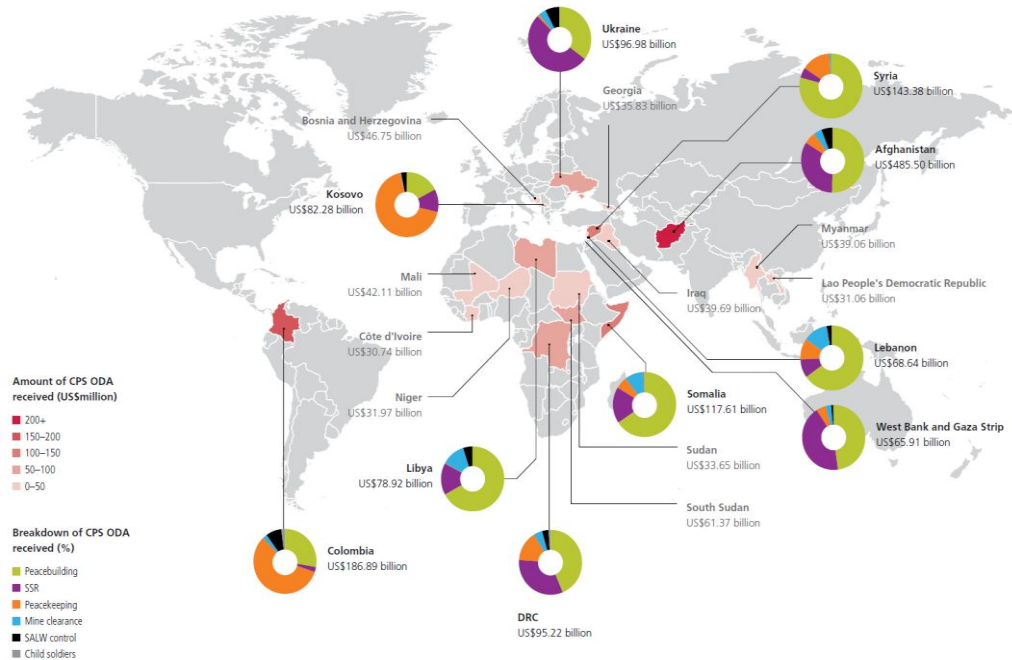 Ukraine
US$96.98 billion
Georgia
US$35.83 billion
Syria
US$143.38 billion
Bosnia and Herzegovina
US$46.75 billion
Afghanistan
US$485.50 billion
Kosovo
US$82.28 billion
Myanmar
US$39.06 billion
Mali
US$42.11 billion
Iraq
US$39.69 billion
Lao People's Democratic Republic
US$31.06 billion
Côte d'Ivoire
US$30.74 billion
Lebanon
US$68.64 billion
Niger
US$31.97 billion
Somalia
US$117.61 billion
West Bank and Gaza Strip
US$65.91 billion
Sudan
US$33.65 billion
Libya
US$78.92 billion
South Sudan
US$61.37 billion
Colombia
US$186.89 billion
DRC
US$95.22 billion
Amount of CPS ODA
received (US$million)
200+
150–200
100–150
50–100
0–50
Breakdown of CPS ODA
received (%)
Peacebuilding
SSR
Peacekeeping
Mine clearance
SALW control
Child soldiers